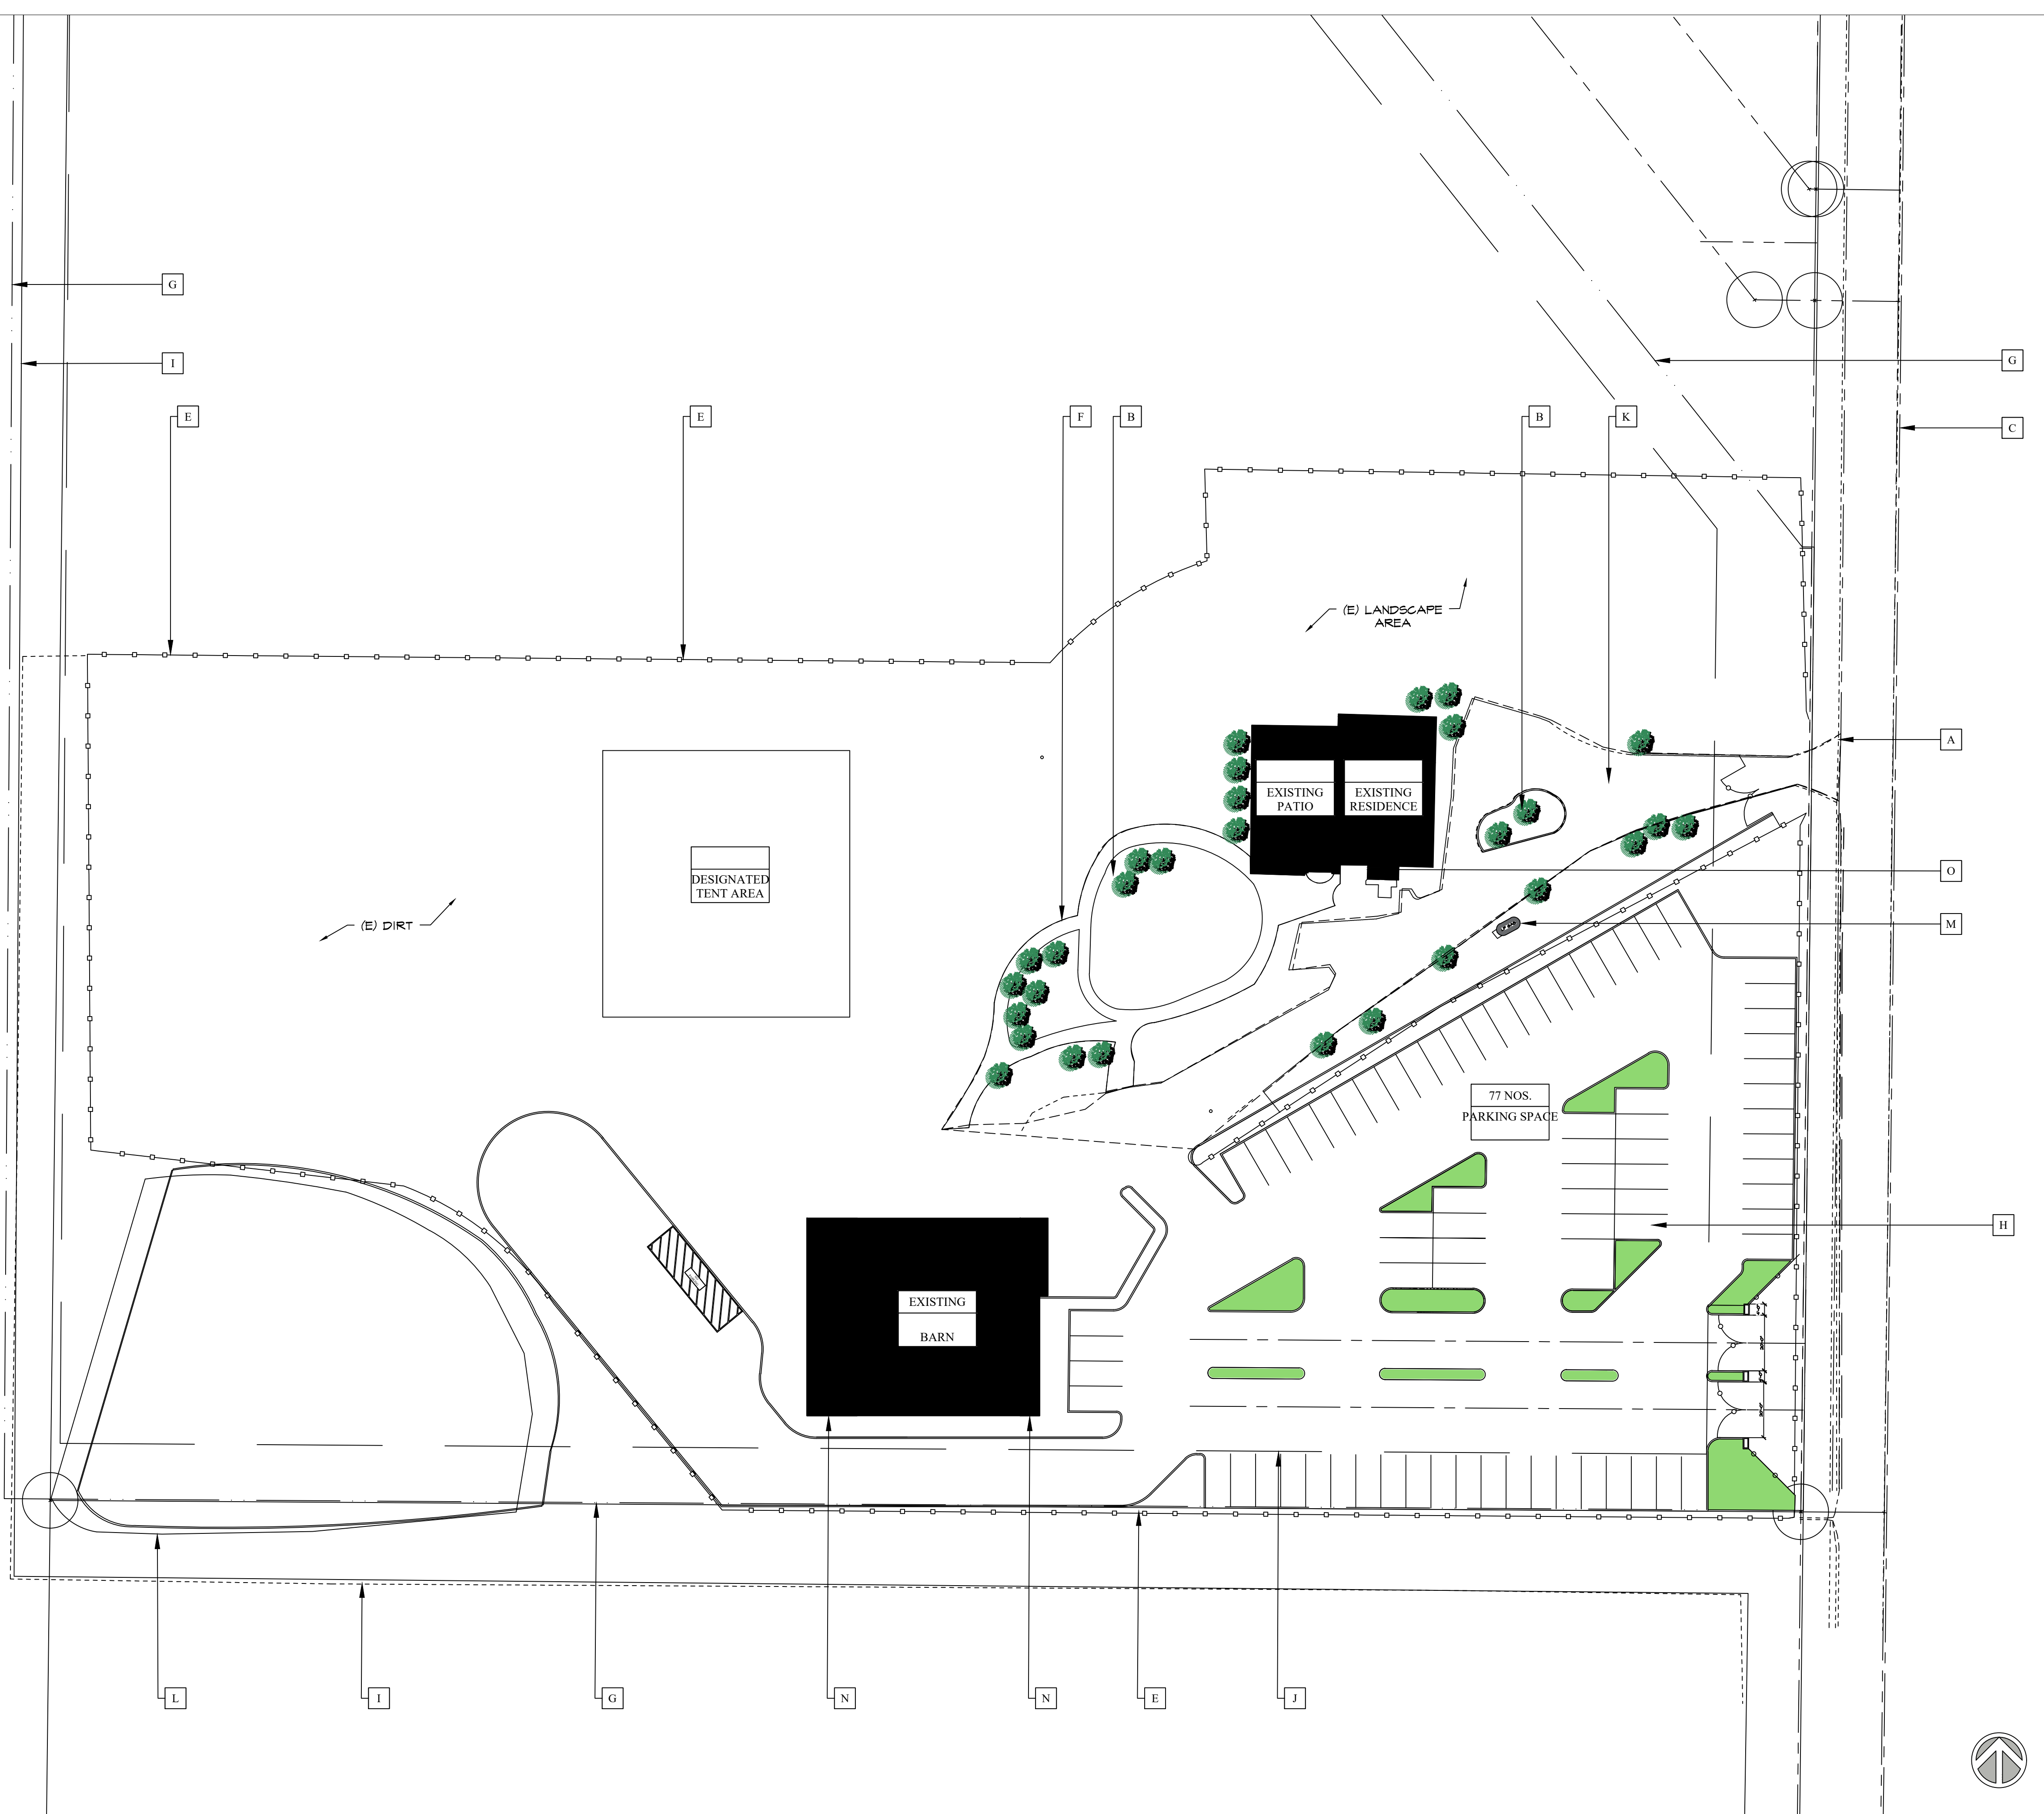 G
I
G
C
E
E
F
B
B
K
(E) LANDSCAPE
AREA
A
EXISTING
PATIO
EXISTING
RESIDENCE
DESIGNATED
TENT AREA
O
(E) DIRT
M
77 NOS.
PARKING SPACE
H
EXISTING
BARN
L
I
G
N
N
E
J